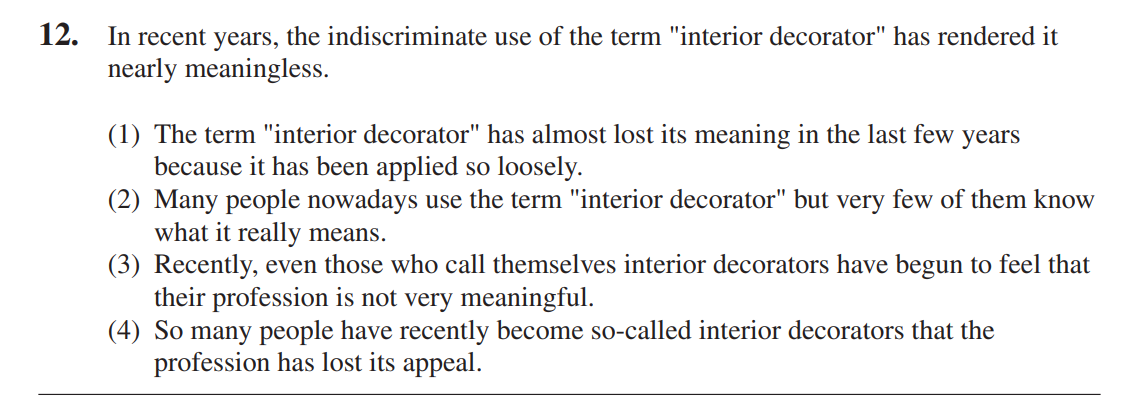 12. In recent years, the indiscriminate use of the term "interior decorator" has rendered it
nearly meaningless.
(1) The term "interior decorator" has almost lost its meaning in the last few years
because it has been applied so loosely.
(2) Many people nowadays use the term "interior decorator" but very few of them know
what it really means.
(3) Recently, even those who call themselves interior decorators have begun to feel that
their profession is not very meaningful.
(4) So many people have recently become so-called interior decorators that the
profession has lost its appeal.